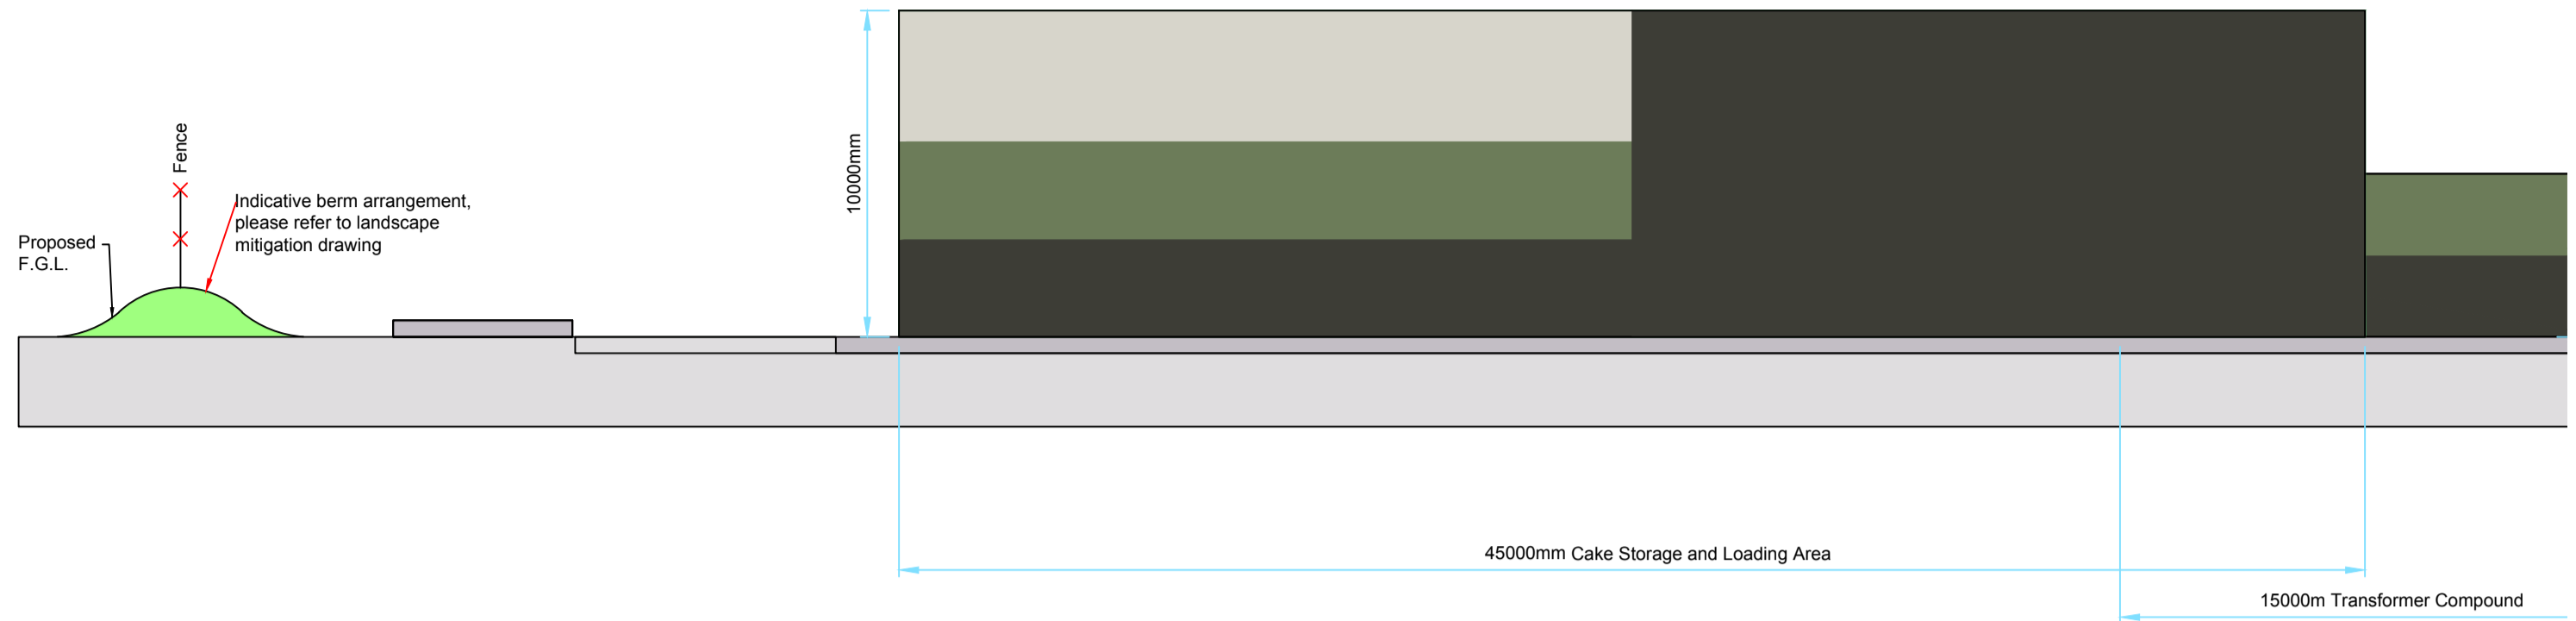 Fence
Indicative berm arrangement,
please refer to landscape
mitigation drawing
Proposed
F.G.L.
10000mm
45000mm Cake Storage and Loading Area
15000m Transformer Compound